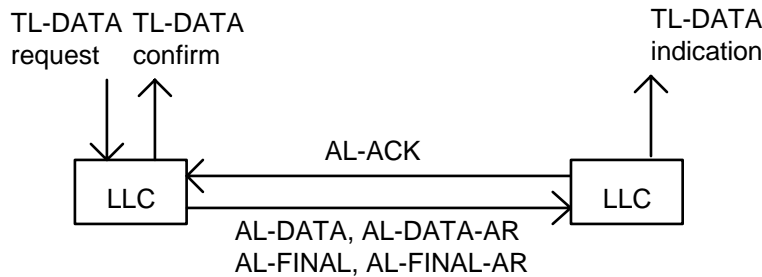 TL-DATA TL-DATA
request confirm
TL-DATA
indication
AL-ACK
LLC
LLC
AL-DATA, AL-DATA-AR
AL-FINAL, AL-FINAL-AR